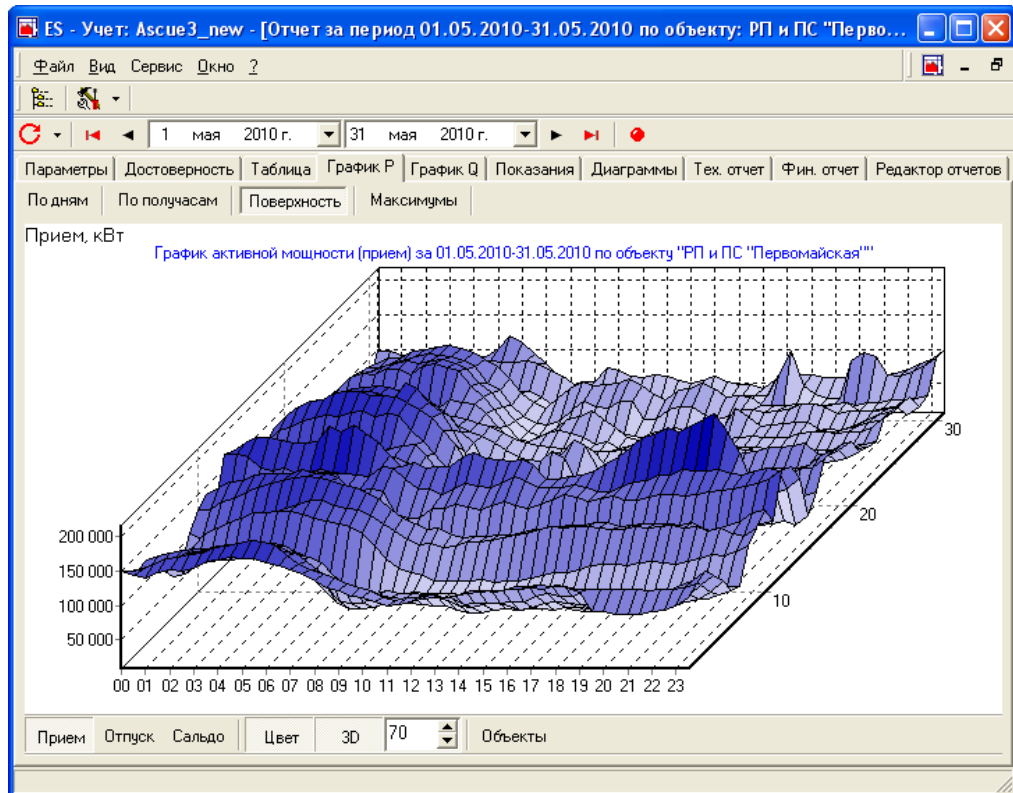 ES - Учет: Ascue3_new - [Отчет за период 01.05.2010-31.05.2010 по объекту: РП и ПС "Перво...
Файл Вид Сервис Окно ?
1 мая 2010 г. 31 мая 2010 г.
Параметры Достоверность Таблица График P График Q Показания Диаграммы Тех. отчет Фин. отчет Редактор отчетов
По дням По получасам Поверхность Максимумы
Прием, кВт
График активной мощности (прием) за 01.05.2010-31.05.2010 по объекту "РП и ПС "Первомайская""
30
20
10
200 000
150 000
100 000
50 000
00 01 02 03 04 05 06 07 08 09 10 11 12 13 14 15 16 17 18 19 20 21 22 23
Прием Отпуск Сальдо Цвет 3D 70 Объекты